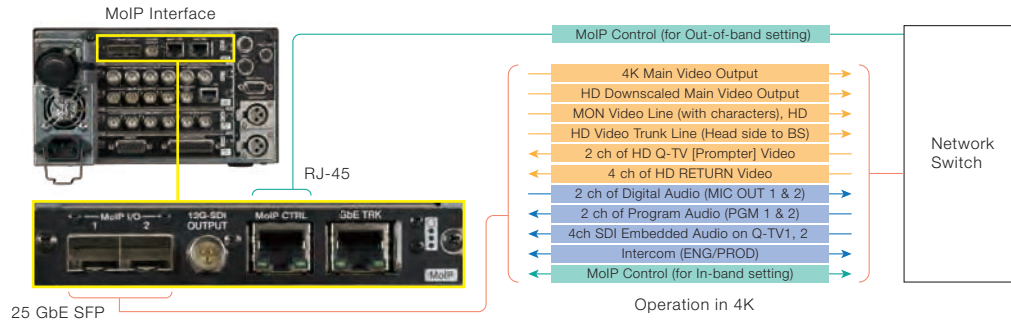 MoIP Interface
MoIP Control (for Out-of-band setting)
4K Main Video Output
HD Downscaled Main Video Output
MON Video Line (with characters), HD
HD Video Trunk Line (Head side to BS)
2 ch of HD Q-TV [Prompter] Video
4 ch of HD RETURN Video
2 ch of Digital Audio (MIC OUT 1 & 2)
2 ch of Program Audio (PGM 1 & 2)
4ch SDI Embedded Audio on Q-TV1, 2
Intercom (ENG/PROD)
MoIP Control (for In-band setting)
Operation in 4K
Network
Switch
RJ-45
MoIP I/O
1 2
12G-SDI
OUTPUT
MoIP CTRL
GbE TRK
MoIP
25 GbE SFP